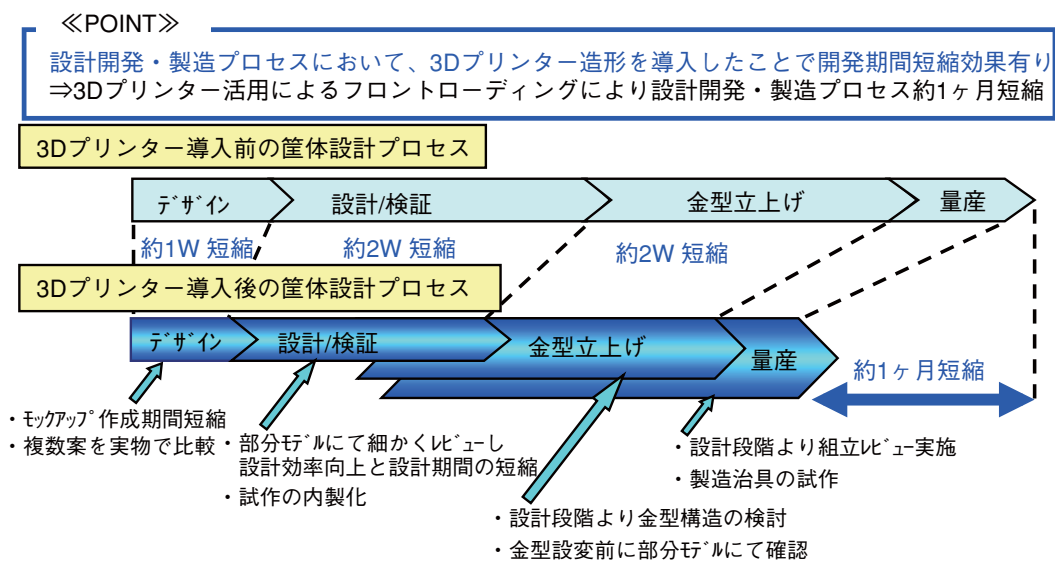 ≪POINT≫
設計開発・製造プロセスにおいて、3Dプリンター造形を導入したことで開発期間短縮効果有り
⇒3Dプリンター活用によるフロントローディングにより設計開発・製造プロセス約1ヶ月短縮
3Dプリンター導入前の筐体設計プロセス
ﾃﾞｻﾞｲﾝ
設計/検証
金型立上げ
量産
約1W 短縮
約2W 短縮
約2W 短縮
3Dプリンター導入後の筐体設計プロセス
ﾃﾞｻﾞｲﾝ
設計/検証
金型立上げ
量産
約1ヶ月短縮
・ﾓｯｸｱｯﾌﾟ作成期間短縮
・複数案を実物で比較
・部分ﾓﾃﾞﾙにて細かくﾚﾋﾞｭｰし
設計効率向上と設計期間の短縮
・試作の内製化
・設計段階より金型構造の検討
・金型設変前に部分ﾓﾃﾞﾙにて確認
・設計段階より組立ﾚﾋﾞｭｰ実施
・製造治具の試作